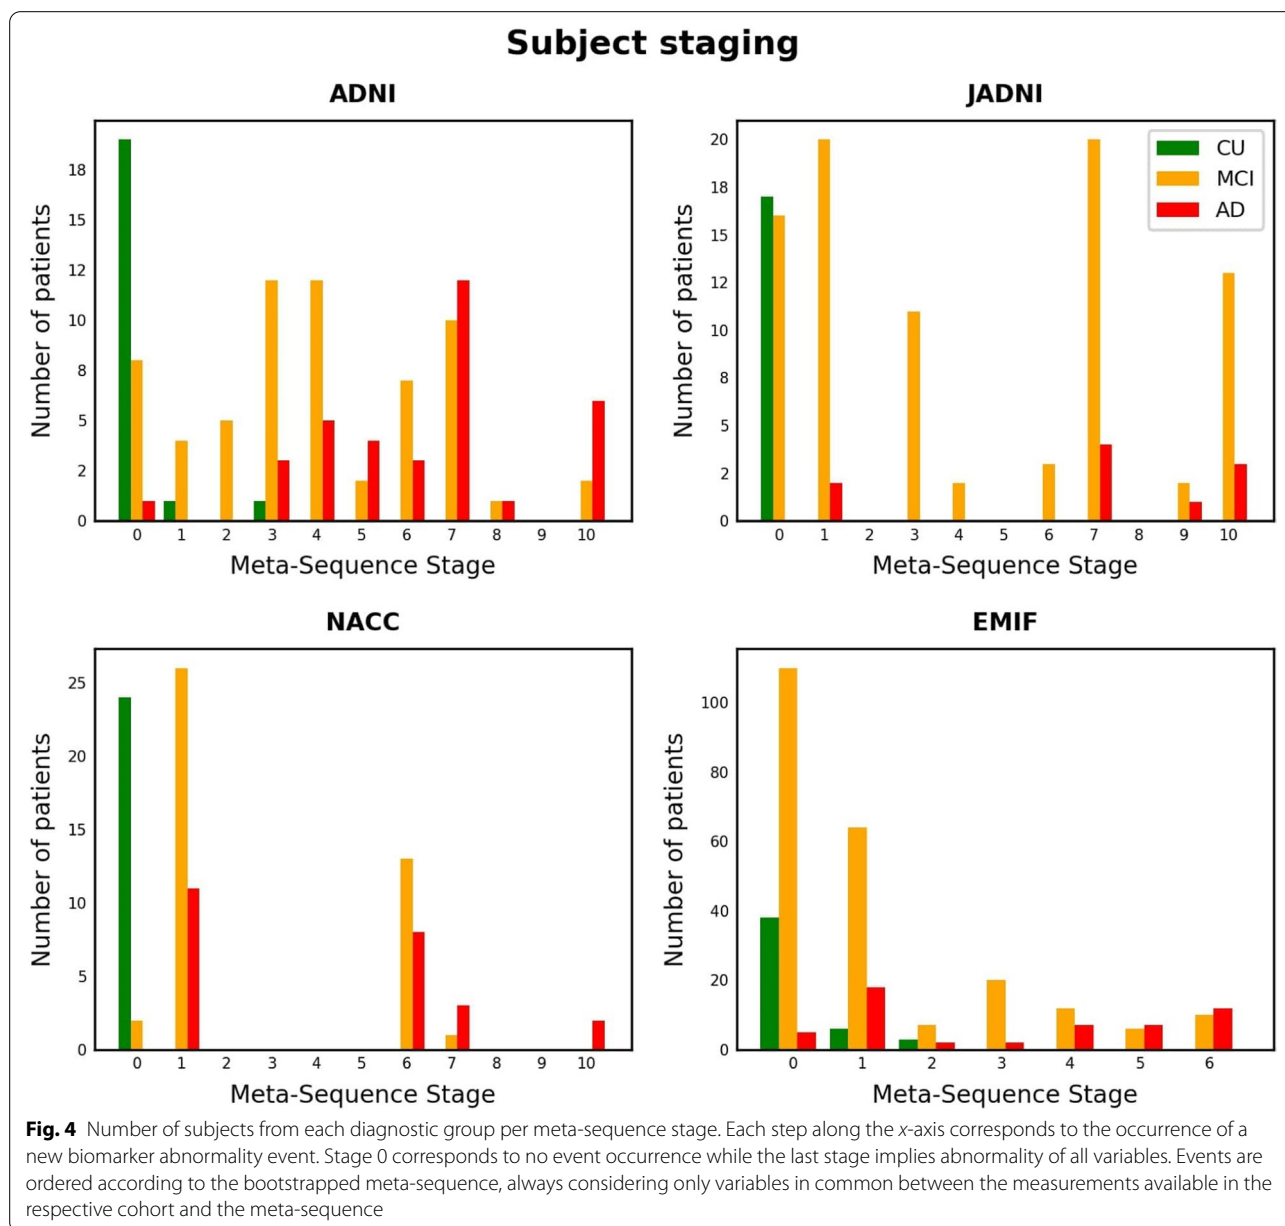 Subject staging
ADNI
Number of patients
18
15
12
10
8
5
2
0
0 1 2 3 4 5 6 7 8 9 10
Meta-Sequence Stage
JADNI
Number of patients
20
18
15
12
10
8
5
2
0
CU
MCI
AD
0 1 2 3 4 5 6 7 8 9 10
Meta-Sequence Stage
NACC
Number of patients
25
20
15
10
5
0
0 1 2 3 4 5 6 7 8 9 10
Meta-Sequence Stage
EMIF
Number of patients
100
80
60
40
20
0
0 1 2 3 4 5 6
Meta-Sequence Stage
Fig. 4 Number of subjects from each diagnostic group per meta-sequence stage. Each step along the x-axis corresponds to the occurrence of a
new biomarker abnormality event. Stage 0 corresponds to no event occurrence while the last stage implies abnormality of all variables. Events are
ordered according to the bootstrapped meta-sequence, always considering only variables in common between the measurements available in the
respective cohort and the meta-sequence